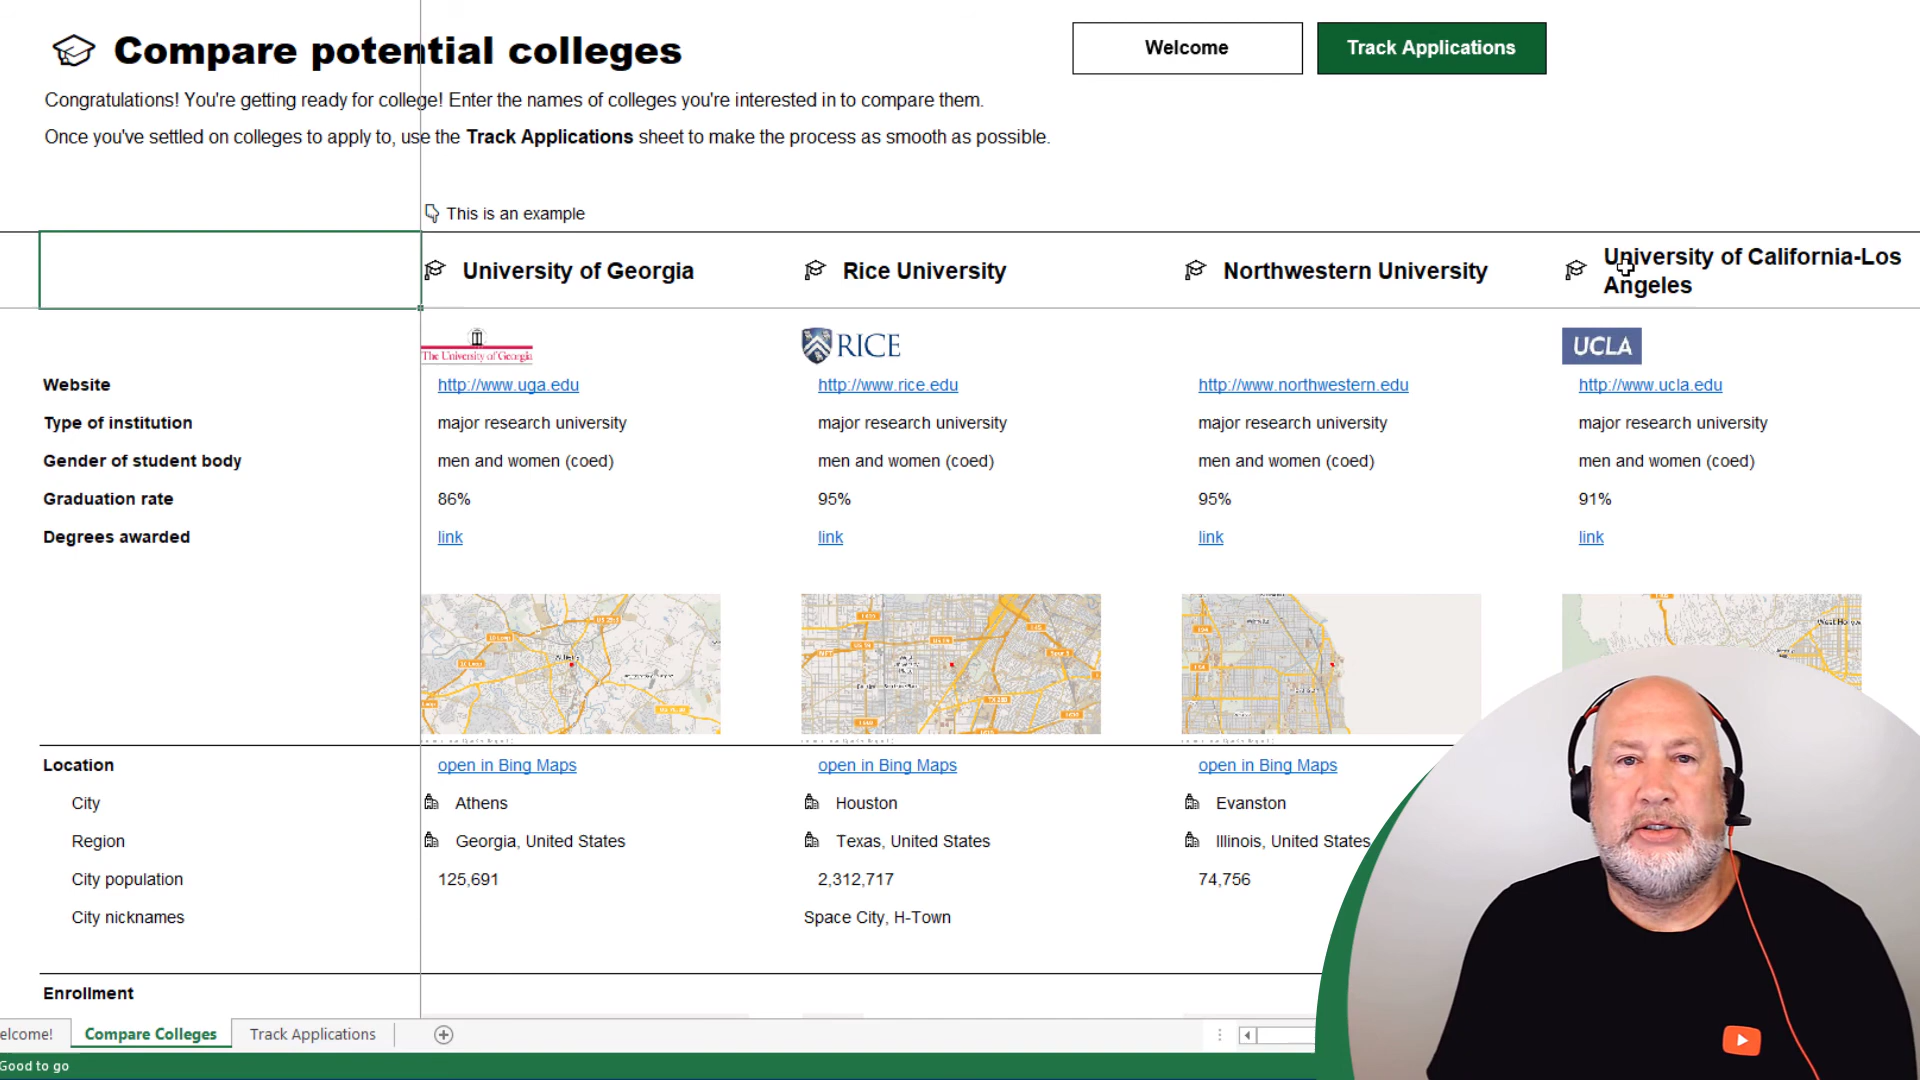 Compare potential colleges
Welcome
Track Applications
Congratulations! You're getting ready for college! Enter the names of colleges you're interested in to compare them.
Once you've settled on colleges to apply to, use the Track Applications sheet to make the process as smooth as possible.
This is an example
University of Georgia
Rice University
Northwestern University
University of California-Los
Angeles
The University of Georgia
RICE
UCLA
Website
http://www.uga.edu
http://www.rice.edu
http://www.northwestern.edu
http://www.ucla.edu
Type of institution
major research university
major research university
major research university
major research university
Gender of student body
men and women (coed)
men and women (coed)
men and women (coed)
men and women (coed)
Graduation rate
86%
95%
95%
91%
Degrees awarded
link
link
link
link
Location
open in Bing Maps
open in Bing Maps
open in Bing Maps
City
Athens
Houston
Evanston
Region
Georgia, United States
Texas, United States
Illinois, United States
City population
125,691
2,312,717
74,756
City nicknames
Space City, H-Town
Enrollment
elcome!
Compare Colleges
Track Applications
Good to go